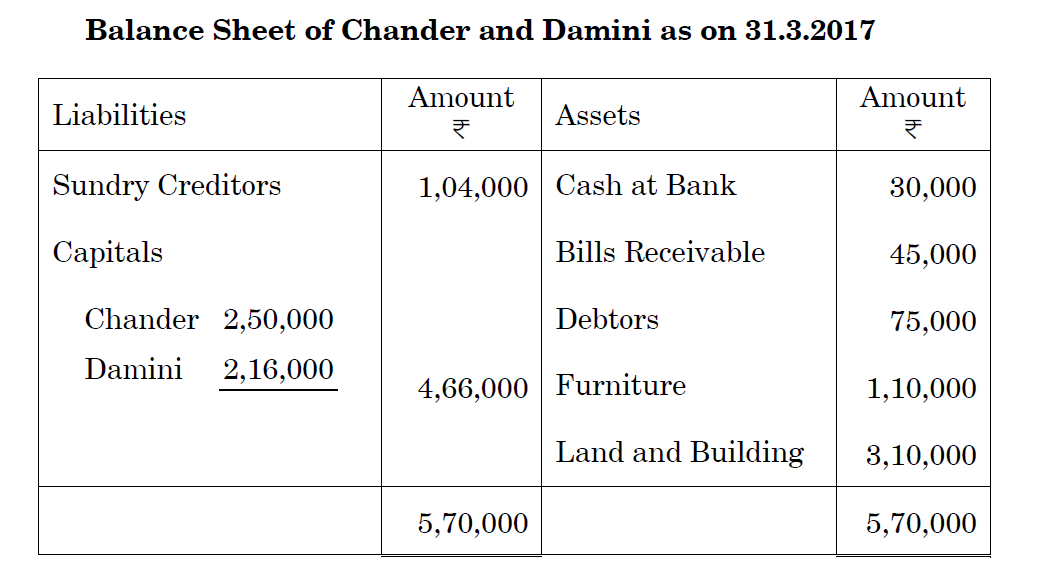 Balance Sheet of Chander and Damini as on 31.3.2017
Liabilities Amount ₹ Assets Amount ₹
Sundry Creditors 1,04,000 Cash at Bank 30,000
Capitals Bills Receivable 45,000
Chander 2,50,000 Debtors 75,000
Damini 2,16,000 4,66,000 Furniture 1,10,000
Land and Building 3,10,000
5,70,000 5,70,000